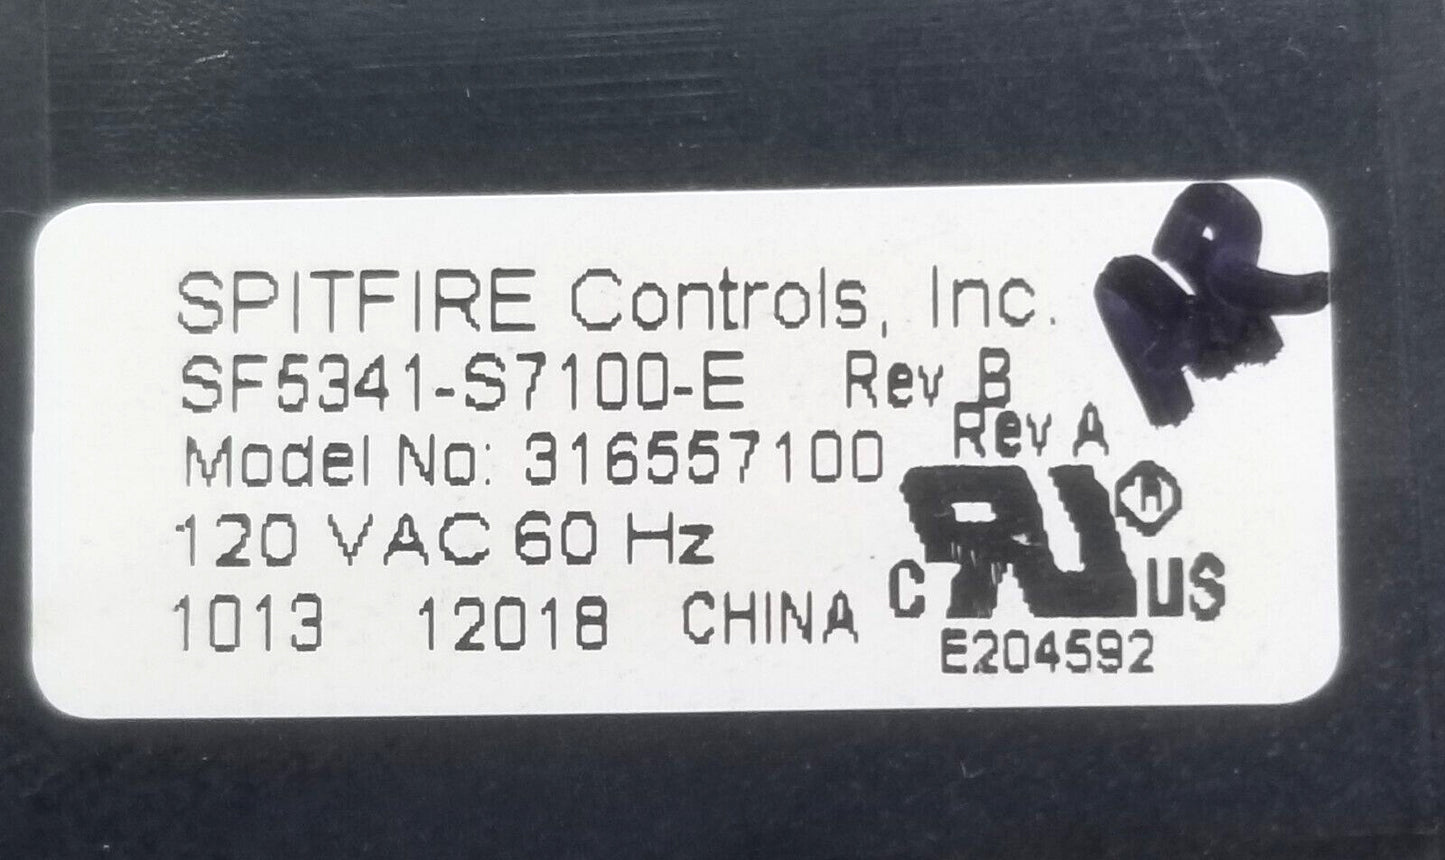 SPITFIRE Controls, Inc.
SF5341-S7100-E Rev B
Model No: 316557100 Rev A
120 VAC 60 Hz
C RU ® US
1013 12018 CHINA
E204592